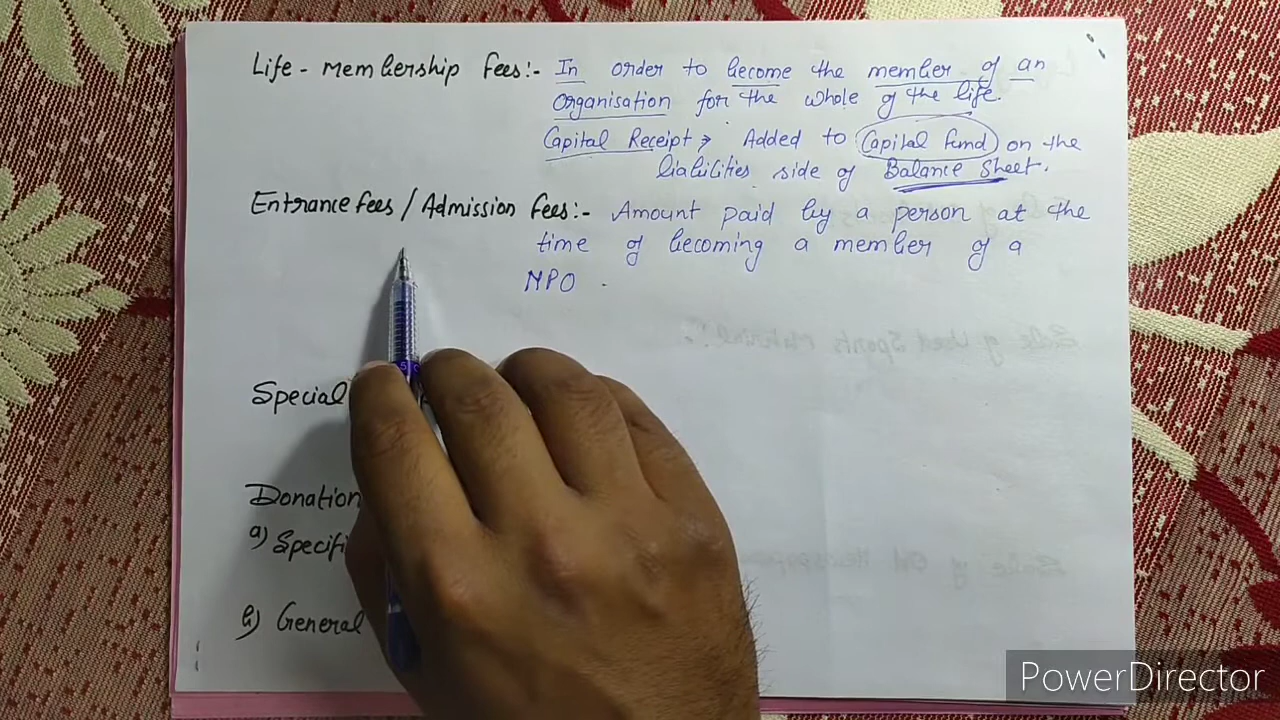 Life - membership fees:- In order to become the member of an
organisation for the whole of the life.
Capital Receipt → Added to Capital Fund on the
liabilities side of Balance Sheet.
Entrance fees / Admission fees:- Amount paid by a person at the
time of becoming a member of a
NPO.
Special
Donation
a) Specifi
b) General
PowerDirector